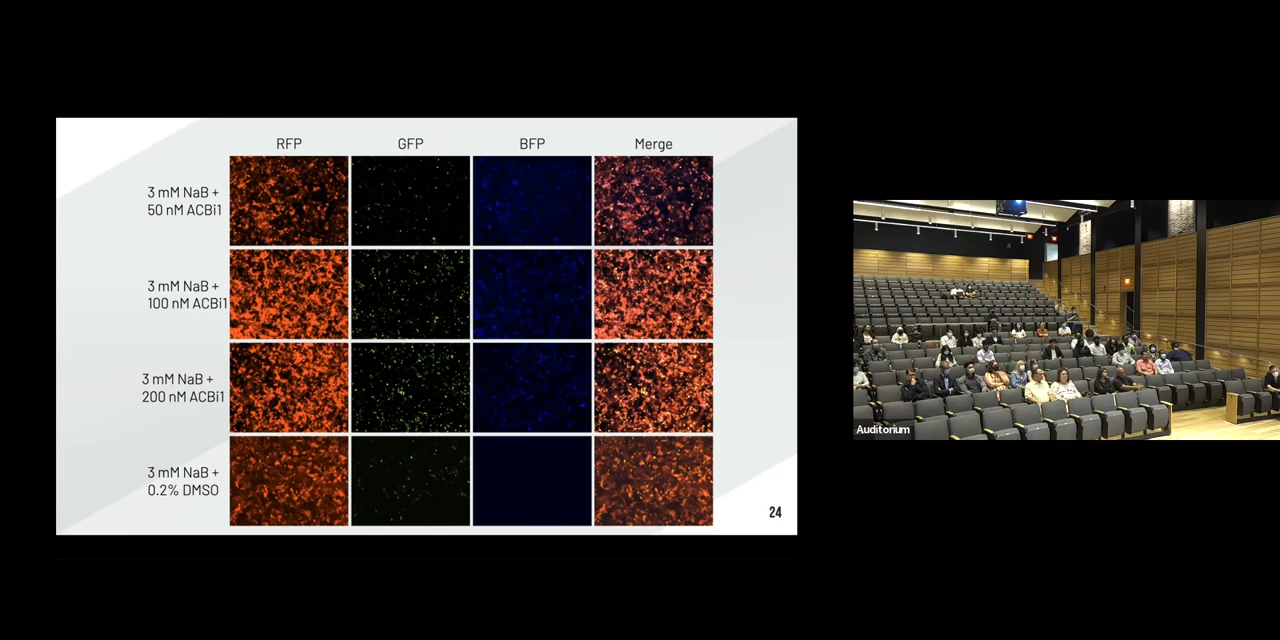 RFP GFP BFP Merge
3 mM NaB +
50 nM ACBi1
3 mM NaB +
100 nM ACBi1
3 mM NaB +
200 nM ACBi1
3 mM NaB +
0.2% DMSO
24
Auditorium